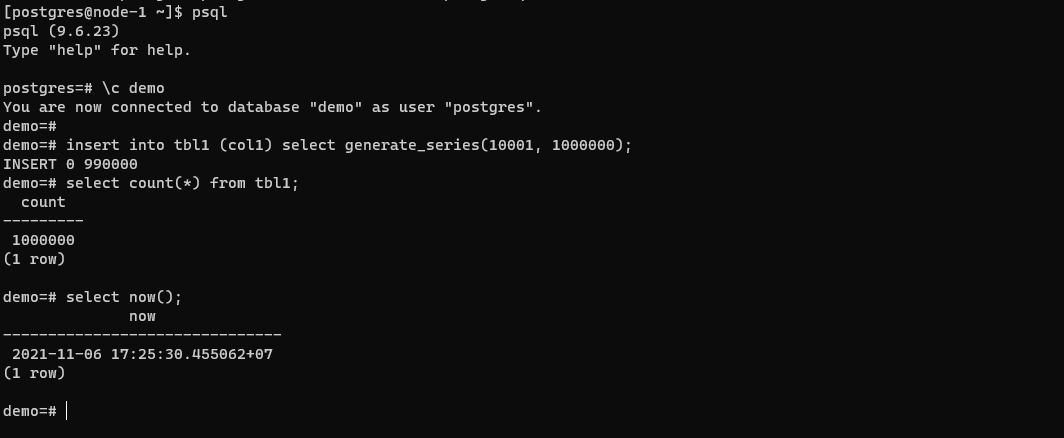 [postgres@node-1 ~]$ psql
psql (9.6.23)
Type "help" for help.
postgres=# \c demo
You are now connected to database "demo" as user "postgres".
demo=#
demo=# insert into tbl1 (col1) select generate_series(10001, 1000000);
INSERT 0 990000
demo=# select count(*) from tbl1;
  count
---------
 1000000
(1 row)
demo=# select now();
              now
-------------------------------
 2021-11-06 17:25:30.455062+07
(1 row)
demo=#